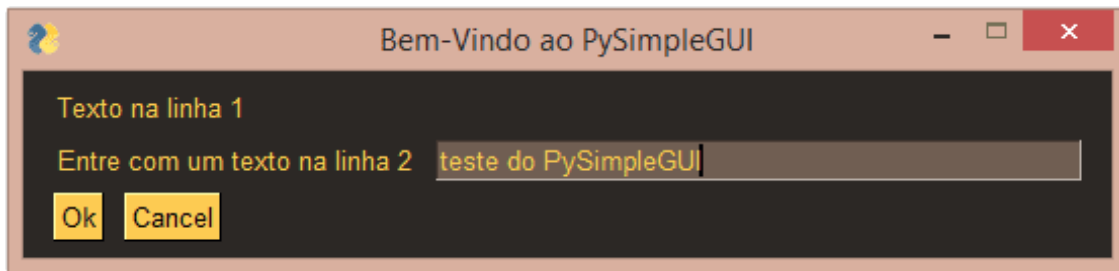 Bem-Vindo ao PySimpleGUI
Texto na linha 1
Entre com um texto na linha 2 teste do PySimpleGUI
Ok Cancel